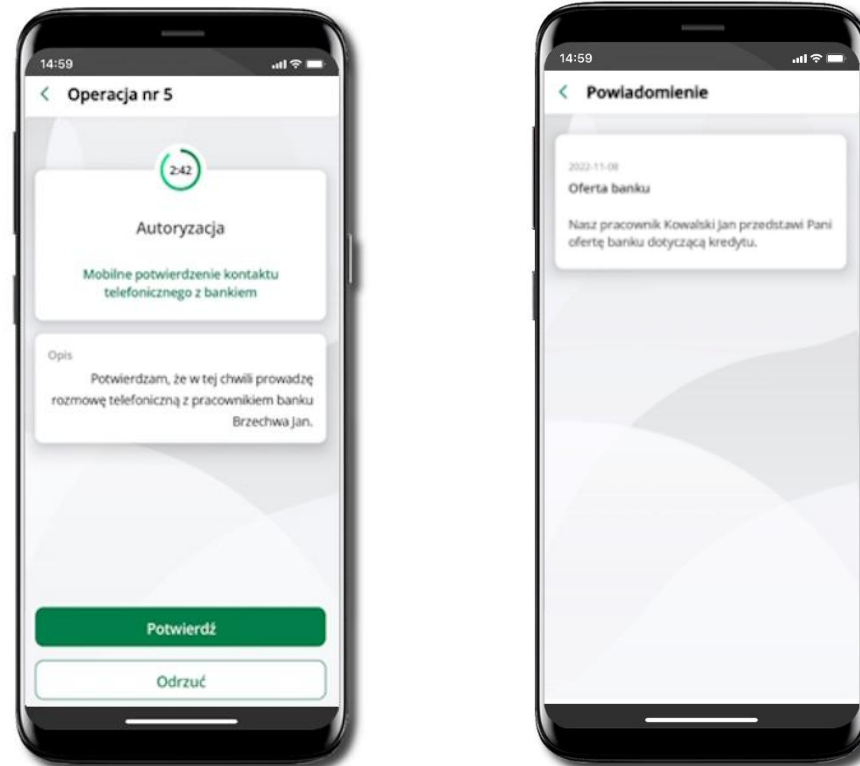 14:59
Operacja nr 5
2:42
Autoryzacja
Mobilne potwierdzenie kontaktu
telefonicznego z bankiem
Opis
Potwierdzam, że w tej chwili prowadzę
rozmowę telefoniczną z pracownikiem banku
Brzechwa Jan.
Potwierdź
Odrzuć
14:59
Powiadomienie
2022-11-08
Oferta banku
Nasz pracownik Kowalski Jan przedstawi Pani
ofertę banku dotyczącą kredytu.